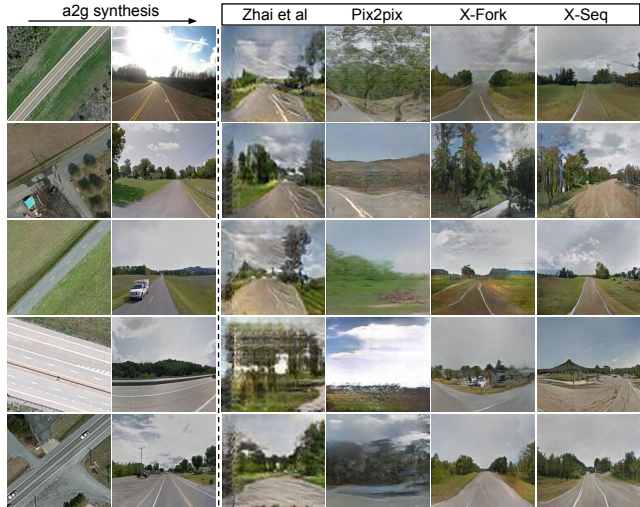 a2g synthesis
Zhai et al
Pix2pix
X-Fork
X-Seq